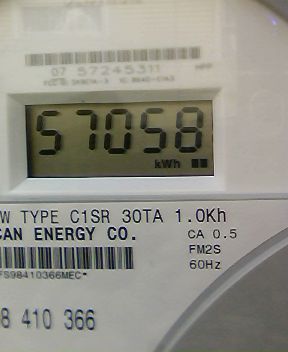 07 57245311
57058
kWh
W TYPE C1SR 30TA 1.0Kh
CAN ENERGY CO.
CA 0.5
FM2S
60Hz
FS98410366MEC*
8 410 366